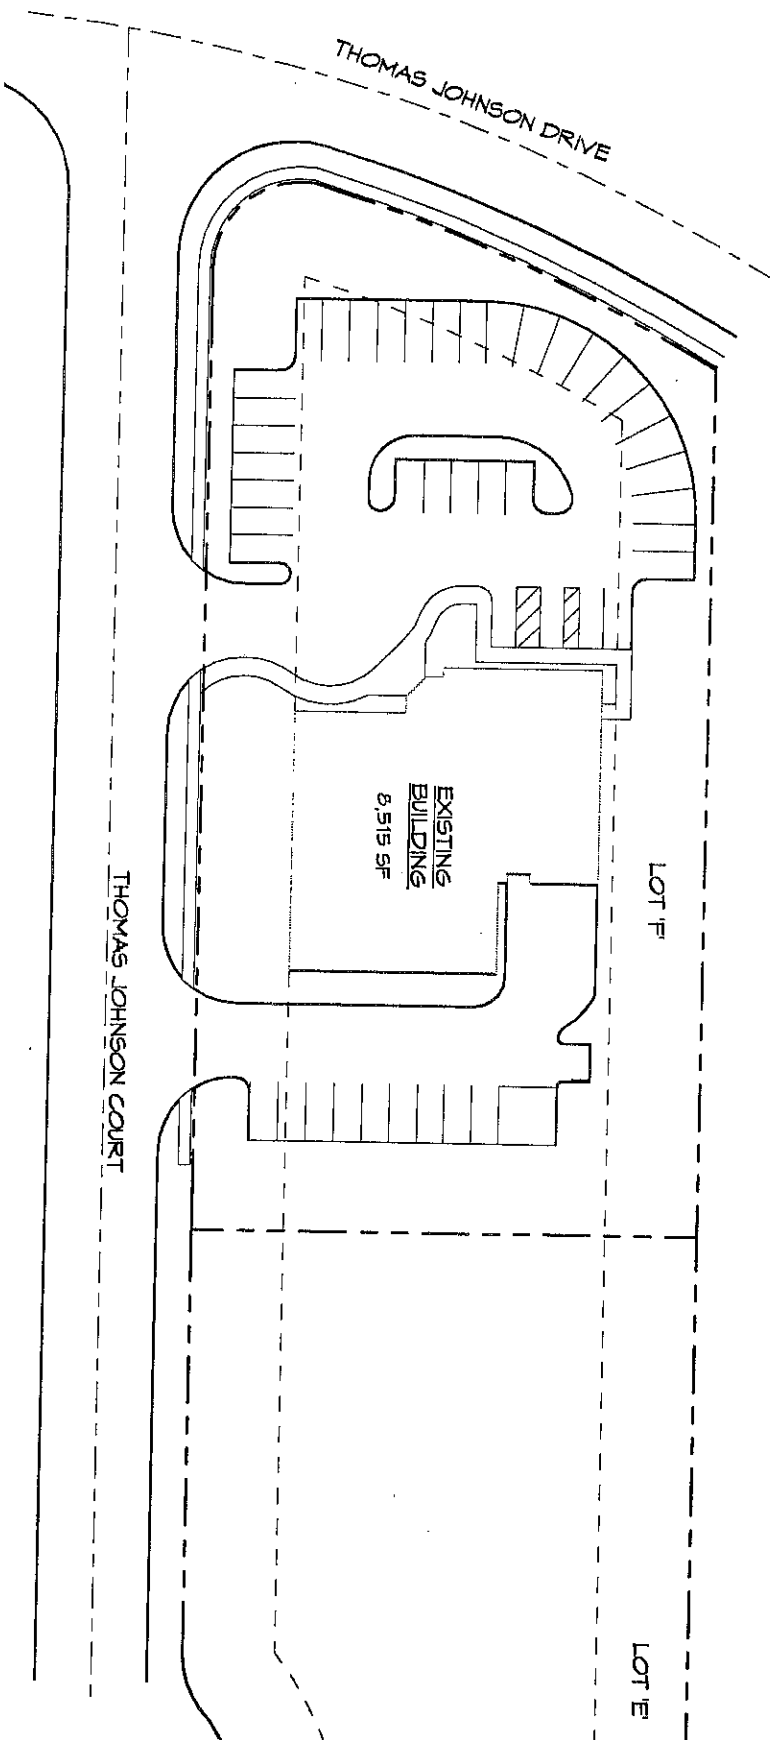 THOMAS JOHNSON DRIVE
EXISTING
BUILDING
8,515 SF
LOT 'F'
THOMAS JOHNSON COURT
LOT 'E'